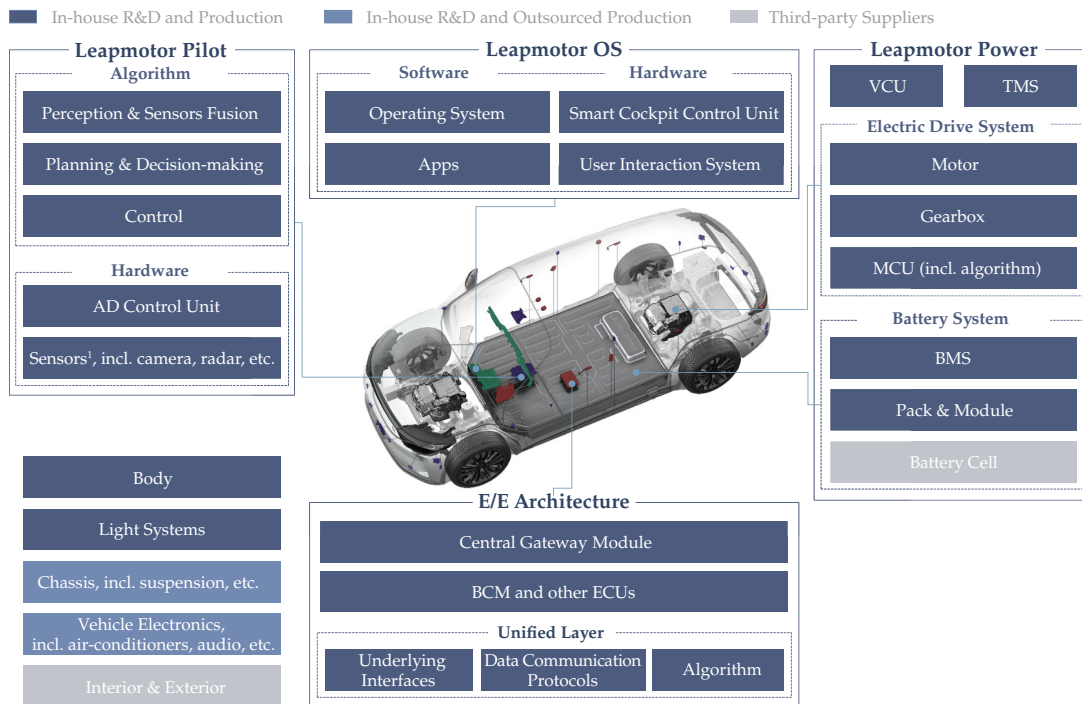 In-house R&D and Production
In-house R&D and Outsourced Production
Third-party Suppliers
Leapmotor Pilot
Algorithm
Perception & Sensors Fusion
Planning & Decision-making
Control
Hardware
AD Control Unit
Sensors¹, incl. camera, radar, etc.
Leapmotor OS
Software
Hardware
Operating System
Smart Cockpit Control Unit
Apps
User Interaction System
Leapmotor Power
VCU
TMS
Electric Drive System
Motor
Gearbox
MCU (incl. algorithm)
Battery System
BMS
Pack & Module
Battery Cell
Body
Light Systems
Chassis, incl. suspension, etc.
Vehicle Electronics,
incl. air-conditioners, audio, etc.
Interior & Exterior
E/E Architecture
Central Gateway Module
BCM and other ECUs
Unified Layer
Underlying
Interfaces
Data Communication
Protocols
Algorithm